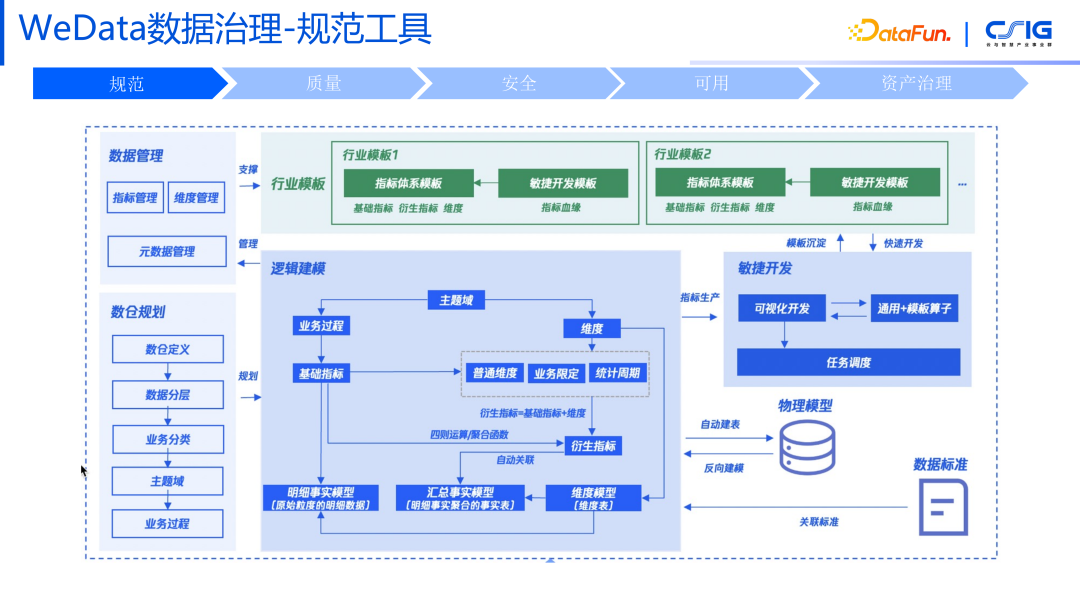 WeData数据治理-规范工具
DataFun.
CSIG
云与智慧产业事业群
规范
质量
安全
可用
资产治理
数据管理
指标管理
维度管理
元数据管理
支撑
管理
行业模板
行业模板1
指标体系模板
敏捷开发模板
基础指标 衍生指标 维度
指标血缘
行业模板2
指标体系模板
敏捷开发模板
基础指标 衍生指标 维度
指标血缘
...
数仓规划
数仓定义
数据分层
业务分类
主题域
业务过程
规划
逻辑建模
主题域
业务过程
维度
基础指标
普通维度
业务限定
统计周期
衍生指标=基础指标+维度
四则运算/聚合函数
衍生指标
自动关联
明细事实模型
(原始粒度的明细数据)
汇总事实模型
(明细事实聚合的事实表)
维度模型
(维度表)
指标生产
模板沉淀
快速开发
敏捷开发
可视化开发
通用+模板算子
任务调度
物理模型
自动建表
反向建模
数据标准
关联标准